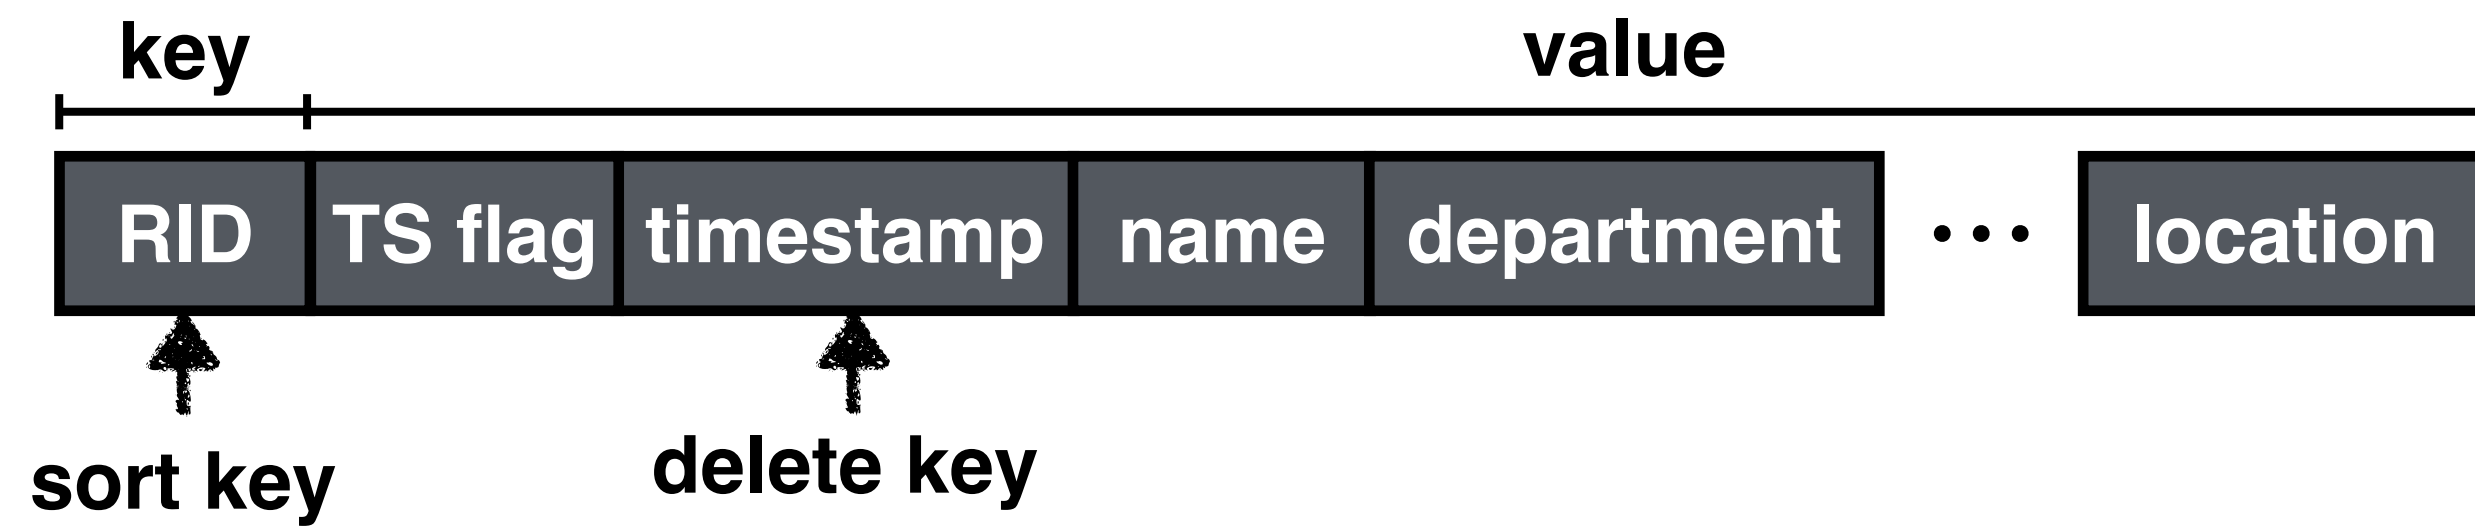 key value
RID TS flag timestamp name department ... location
sort key delete key